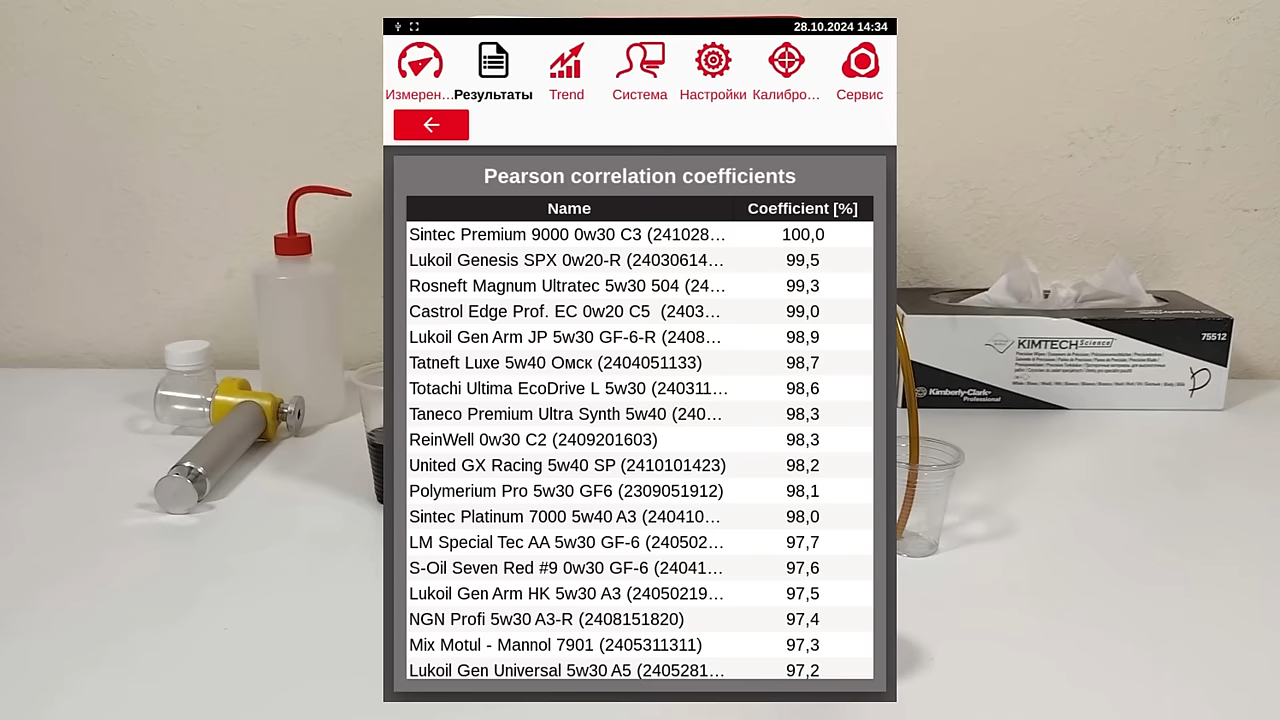 28.10.2024 14:34
Измерен... Результаты Trend Система Настройки Калибро... Сервис
Pearson correlation coefficients
Name Coefficient [%]
Sintec Premium 9000 0w30 C3 (241028... 100,0
Lukoil Genesis SPX 0w20-R (24030614... 99,5
Rosneft Magnum Ultratec 5w30 504 (24... 99,3
Castrol Edge Prof. EC 0w20 C5 (2403... 99,0
Lukoil Gen Arm JP 5w30 GF-6-R (2408... 98,9
Tatneft Luxe 5w40 Омск (2404051133) 98,7
Totachi Ultima EcoDrive L 5w30 (240311... 98,6
Taneco Premium Ultra Synth 5w40 (240... 98,3
ReinWell 0w30 C2 (2409201603) 98,3
United GX Racing 5w40 SP (2410101423) 98,2
Polymerium Pro 5w30 GF6 (2309051912) 98,1
Sintec Platinum 7000 5w40 A3 (240410... 98,0
LM Special Tec AA 5w30 GF-6 (240502... 97,7
S-Oil Seven Red #9 0w30 GF-6 (24041... 97,6
Lukoil Gen Arm HK 5w30 A3 (24050219... 97,5
NGN Profi 5w30 A3-R (2408151820) 97,4
Mix Motul - Mannol 7901 (2405311311) 97,3
Lukoil Gen Universal 5w30 A5 (2405281... 97,2
75512
KIMTECH Science
Kimberly-Clark
Professional
P